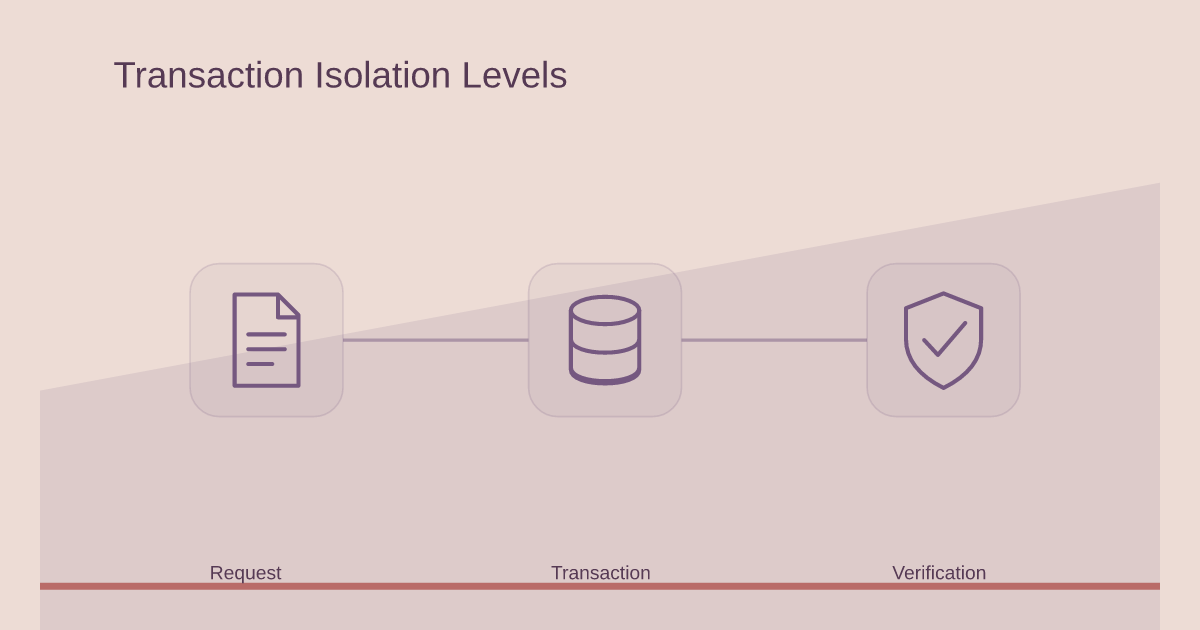 Transaction Isolation Levels
Request
Transaction
Verification